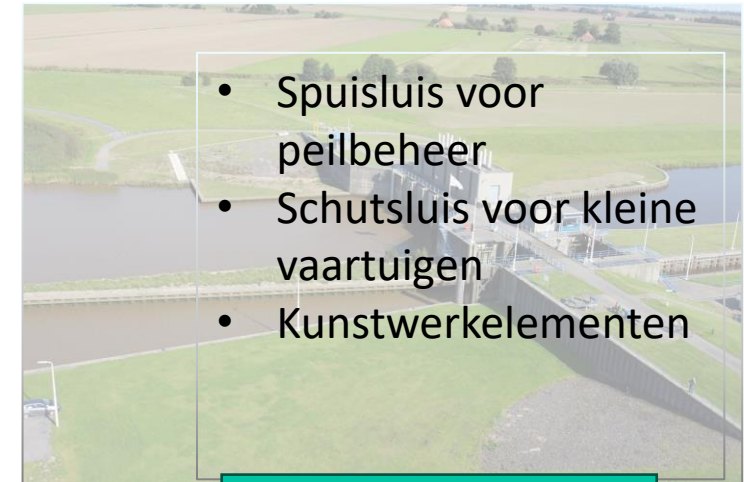 • Spuisluis voor
peilbeheer
• Schutsluis voor kleine
vaartuigen
• Kunstwerkelementen